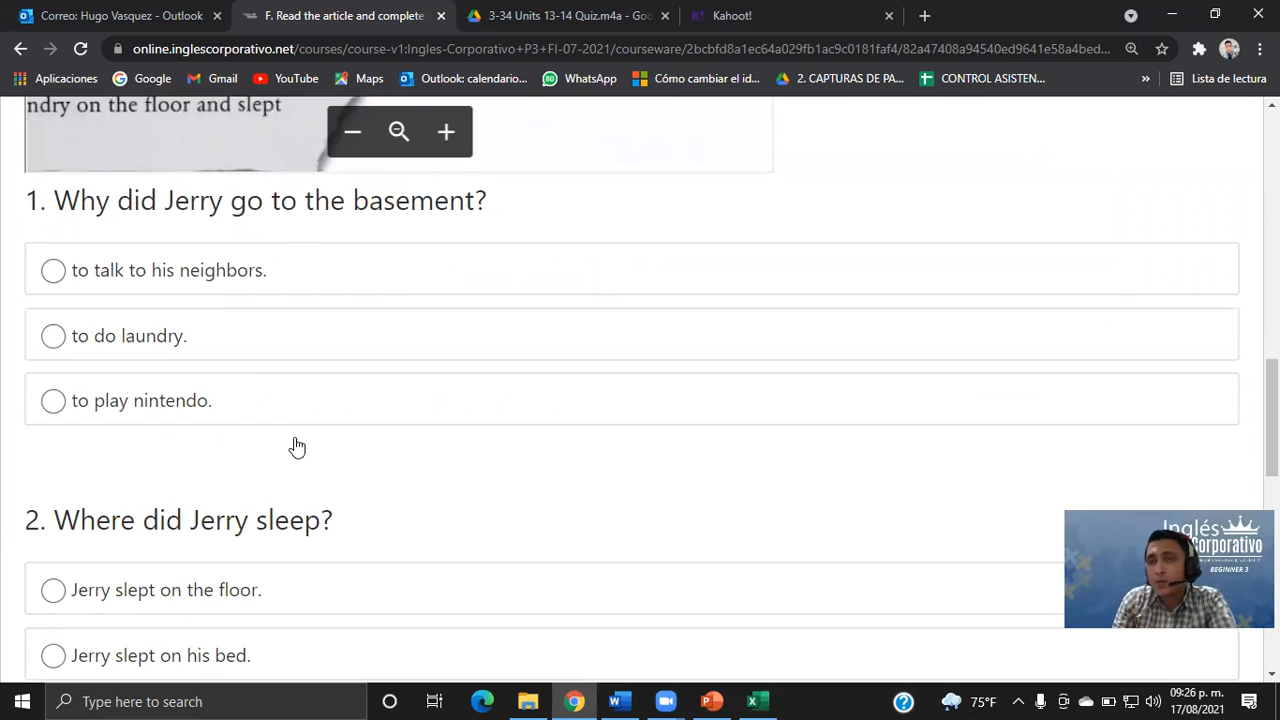 Correo: Hugo Vasquez - Outlook
F. Read the article and complete
3-34 Units 13-14 Quiz.m4a - Goo
Kahoot!
online.inglescorporativo.net/courses/course-v1:Ingles-Corporativo+P3+FI-07-2021/courseware/2bcbfd8a1ec64a029fb1ac9c0181faf4/82a47408a94540ed9641e58a4bed...
Aplicaciones
Google
Gmail
YouTube
Maps
Outlook: calendario...
WhatsApp
Cómo cambiar el id...
2. CAPTURAS DE PA...
CONTROL ASISTEN...
»
Lista de lectura
ndry on the floor and slept
1. Why did Jerry go to the basement?
to talk to his neighbors.
to do laundry.
to play nintendo.
2. Where did Jerry sleep?
Jerry slept on the floor.
Jerry slept on his bed.
Inglés
Corporativo
BEGINNER 3
Type here to search
75°F
09:26 p. m.
17/08/2021